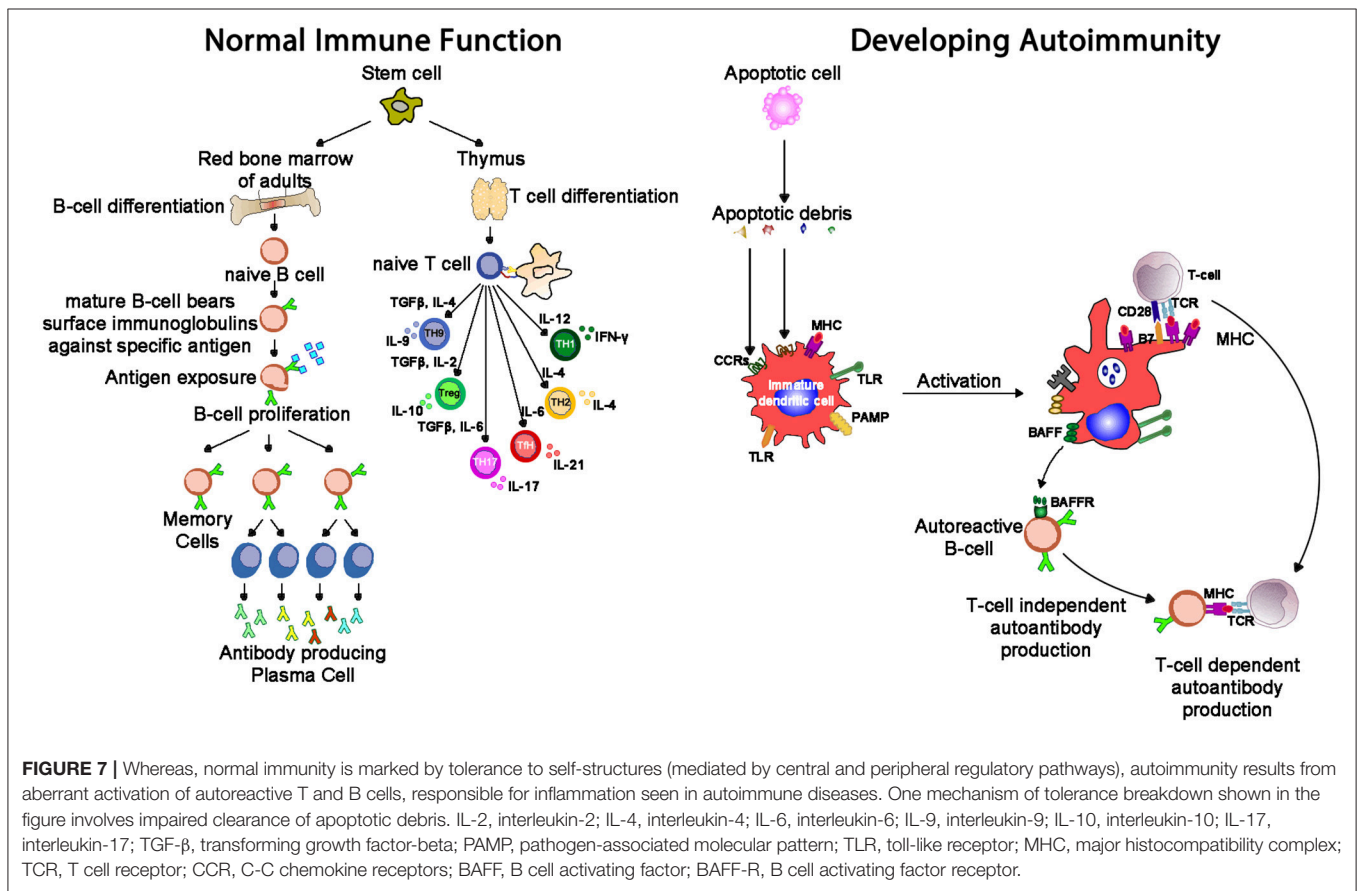 Normal Immune Function
Stem cell
Red bone marrow
of adults
B-cell differentiation
naive B cell
mature B-cell bears
surface immunoglobulins
against specific antigen
Antigen exposure
B-cell proliferation
Memory
Cells
Antibody producing
Plasma Cell
Thymus
T cell differentiation
naive T cell
TGFβ, IL-4
TH9
IL-9
TGFβ, IL-2
Treg
IL-10
TGFβ, IL-6
TH17
IL-17
IL-6
TfH
IL-21
IL-4
TH2
IL-4
IL-12
TH1
IFN-γ
Developing Autoimmunity
Apoptotic cell
Apoptotic debris
CCRs
MHC
TLR
Immature
dendrilic cell
PAMP
TLR
Activation
T-cell
CD28
TCR
B7
MHC
BAFF
BAFFR
Autoreactive
B-cell
T-cell independent
autoantibody
production
MHC
TCR
T-cell dependent
autoantibody
production
FIGURE 7 | Whereas, normal immunity is marked by tolerance to self-structures (mediated by central and peripheral regulatory pathways), autoimmunity results from
aberrant activation of autoreactive T and B cells, responsible for inflammation seen in autoimmune diseases. One mechanism of tolerance breakdown shown in the
figure involves impaired clearance of apoptotic debris. IL-2, interleukin-2; IL-4, interleukin-4; IL-6, interleukin-6; IL-9, interleukin-9; IL-10, interleukin-10; IL-17,
interleukin-17; TGF-β, transforming growth factor-beta; PAMP, pathogen-associated molecular pattern; TLR, toll-like receptor; MHC, major histocompatibility complex;
TCR, T cell receptor; CCR, C-C chemokine receptors; BAFF, B cell activating factor; BAFF-R, B cell activating factor receptor.